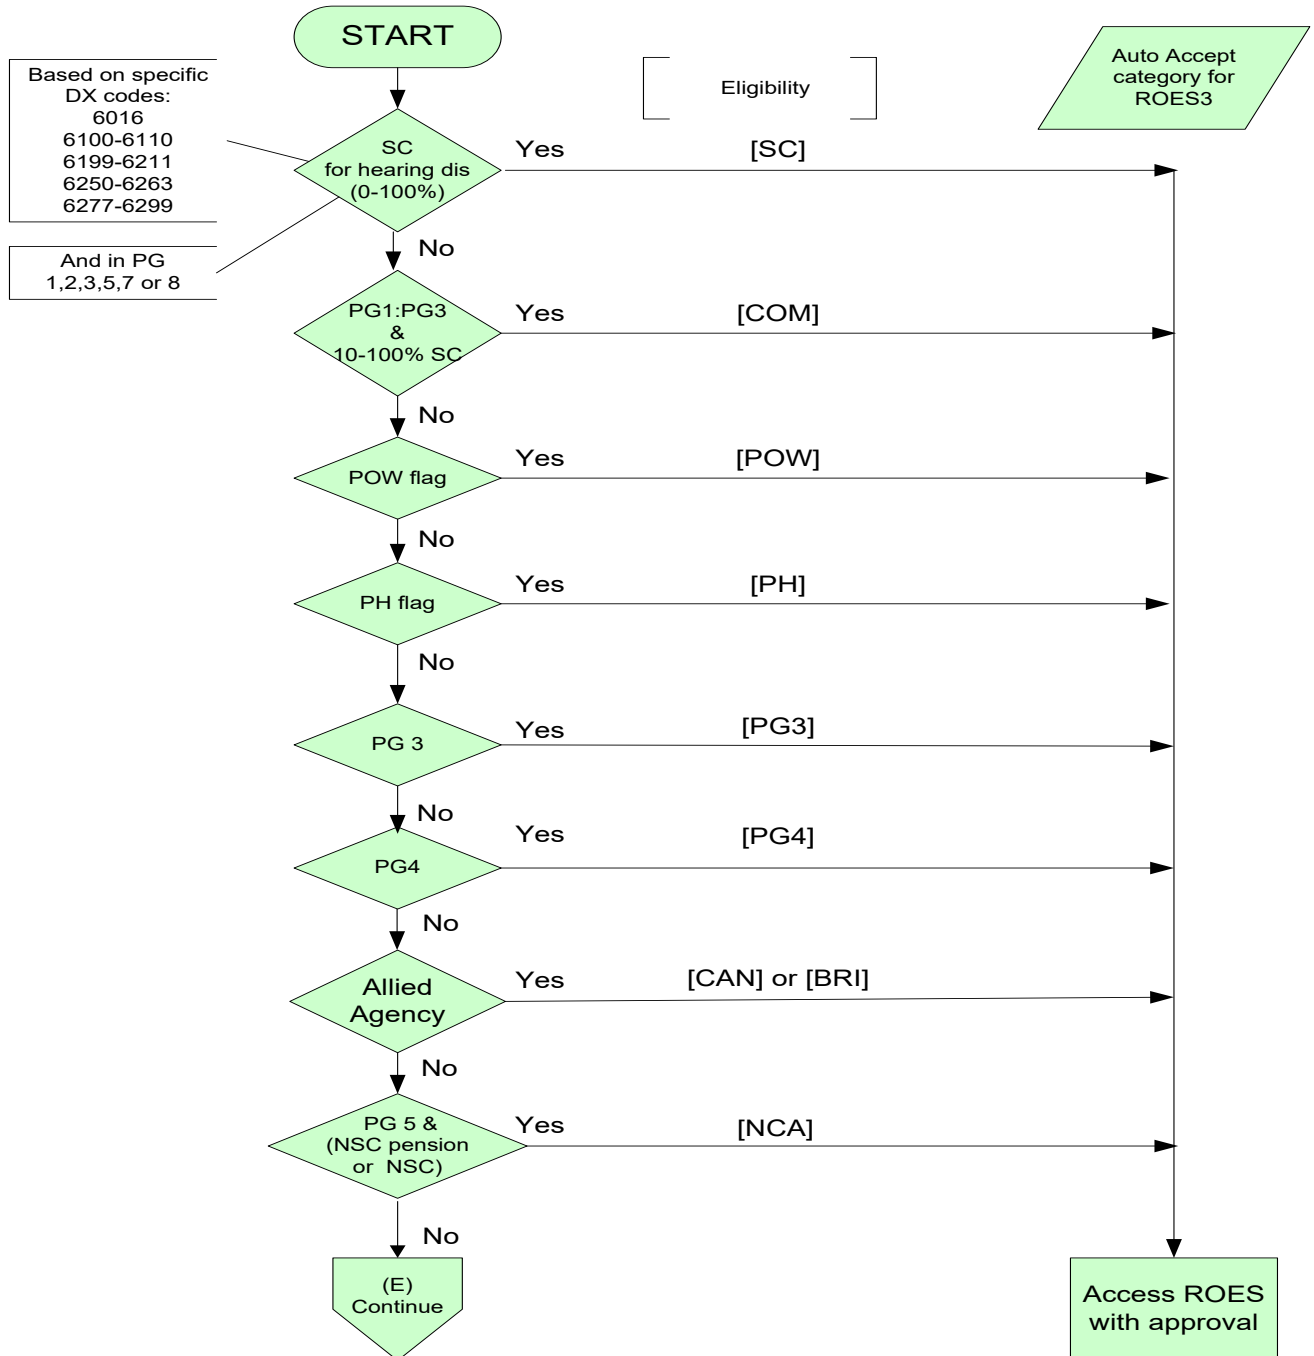 START
Based on specific
DX codes:
6016
6100-6110
6199-6211
6250-6263
6277-6299
Eligibility
Auto Accept
category for
ROES3
SC
for hearing dis
(0-100%)
Yes
[SC]
And in PG
1,2,3,5,7 or 8
No
PG1:PG3
&
10-100% SC
Yes
[COM]
No
POW flag
Yes
[POW]
No
PH flag
Yes
[PH]
No
PG 3
Yes
[PG3]
No
PG4
Yes
[PG4]
No
Allied
Agency
Yes
[CAN] or [BRI]
No
PG 5 &
(NSC pension
or NSC)
Yes
[NCA]
No
(E)
Continue
Access ROES
with approval